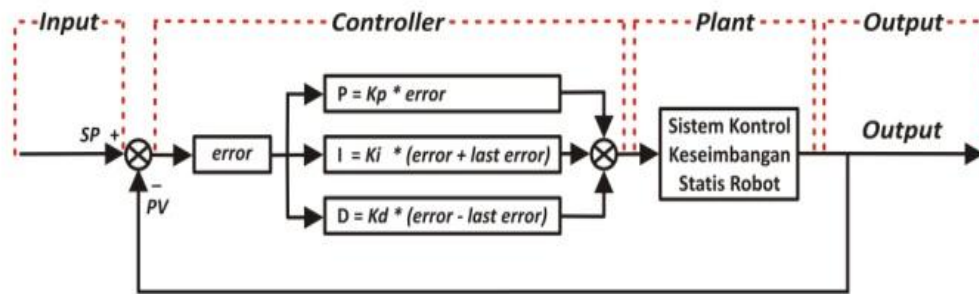 Input
Controller
Plant
Output
SP +
error
P = Kp * error
I = Ki * (error + last error)
D = Kd * (error - last error)
Sistem Kontrol
Keseimbangan
Statis Robot
Output
–
PV